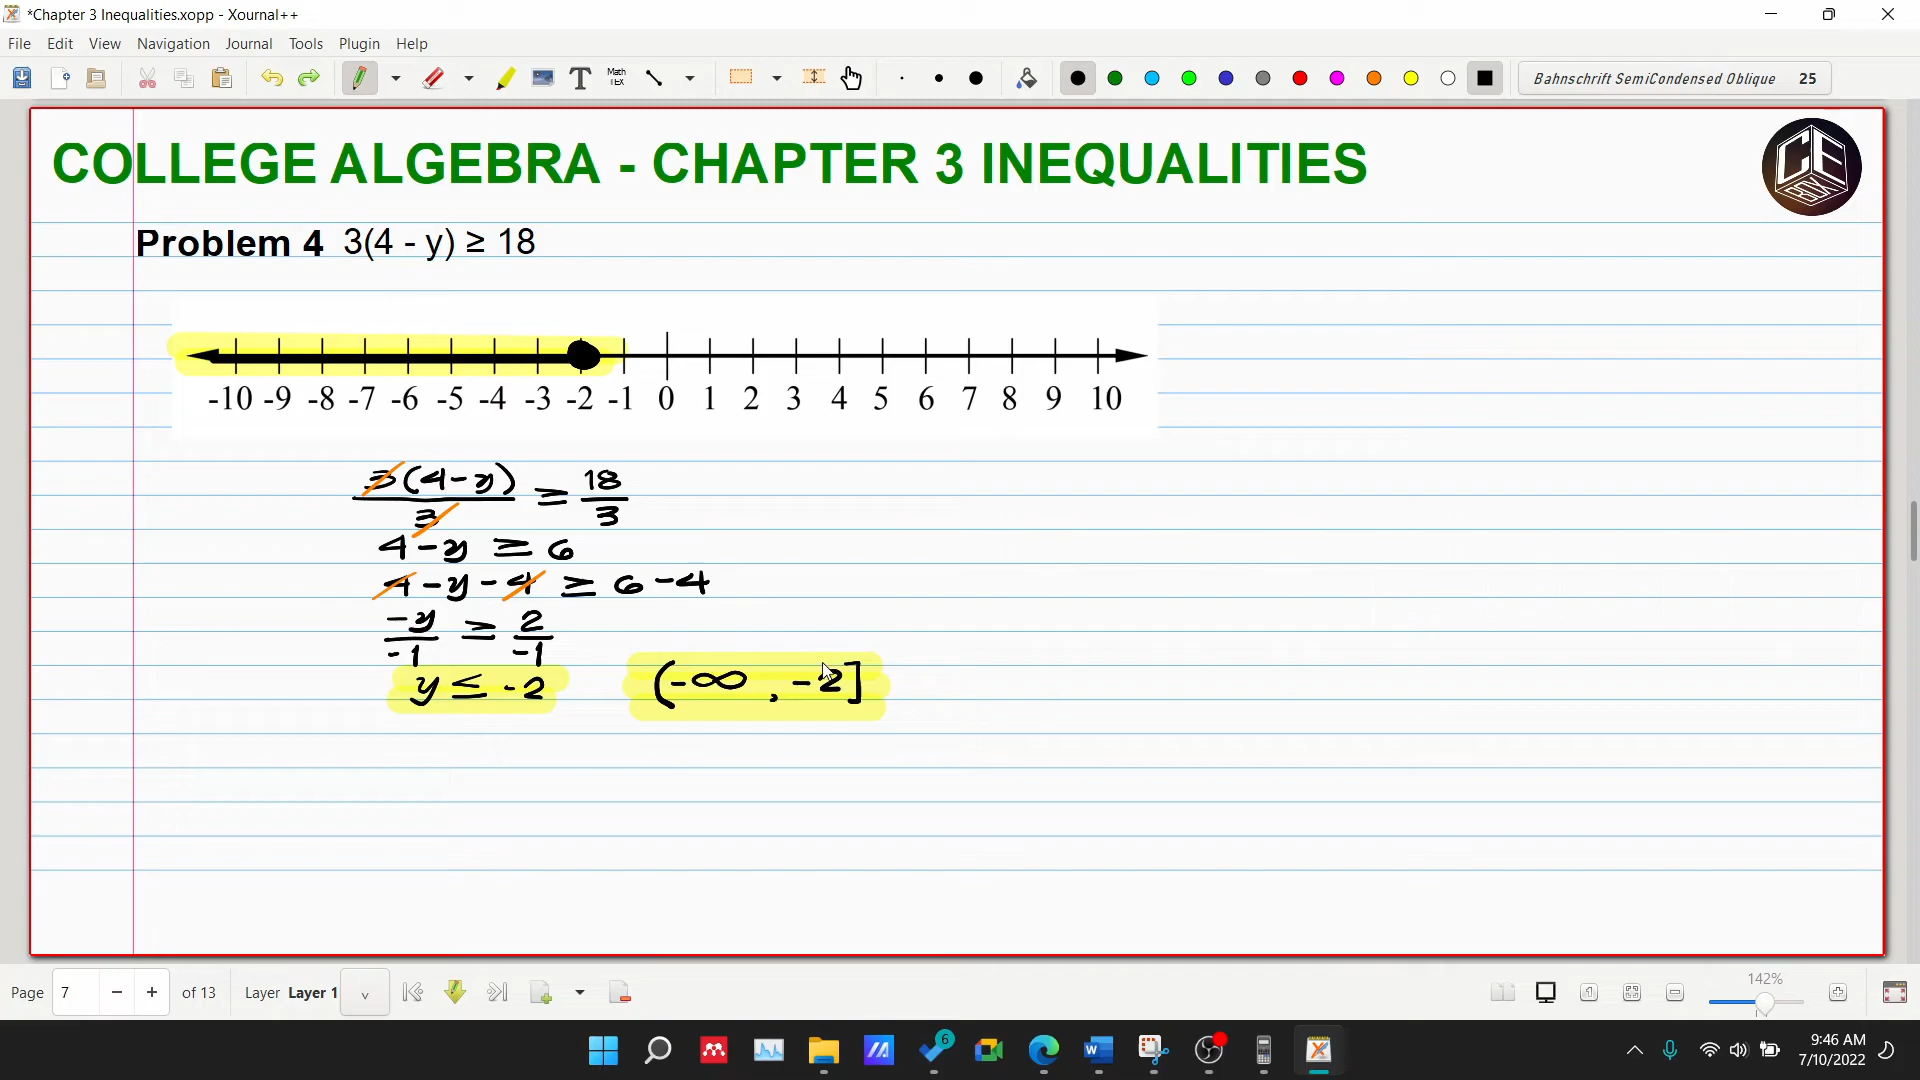 *Chapter 3 Inequalities.xopp - Xournal++
File Edit View Navigation Journal Tools Plugin Help
T Math TEX Bahnschrift SemiCondensed Oblique 25
COLLEGE ALGEBRA - CHAPTER 3 INEQUALITIES
Problem 4 3(4 - y) ≥ 18
-10 -9 -8 -7 -6 -5 -4 -3 -2 -1 0 1 2 3 4 5 6 7 8 9 10
3(4-y) ≥ 18
3 3
4-y ≥ 6
4-y-4 ≥ 6-4
-y ≥ 2
-1 -1
y ≤ -2 (-∞, -2]
Page 7 of 13 Layer Layer 1 142%
6 W 9:46 AM
7/10/2022